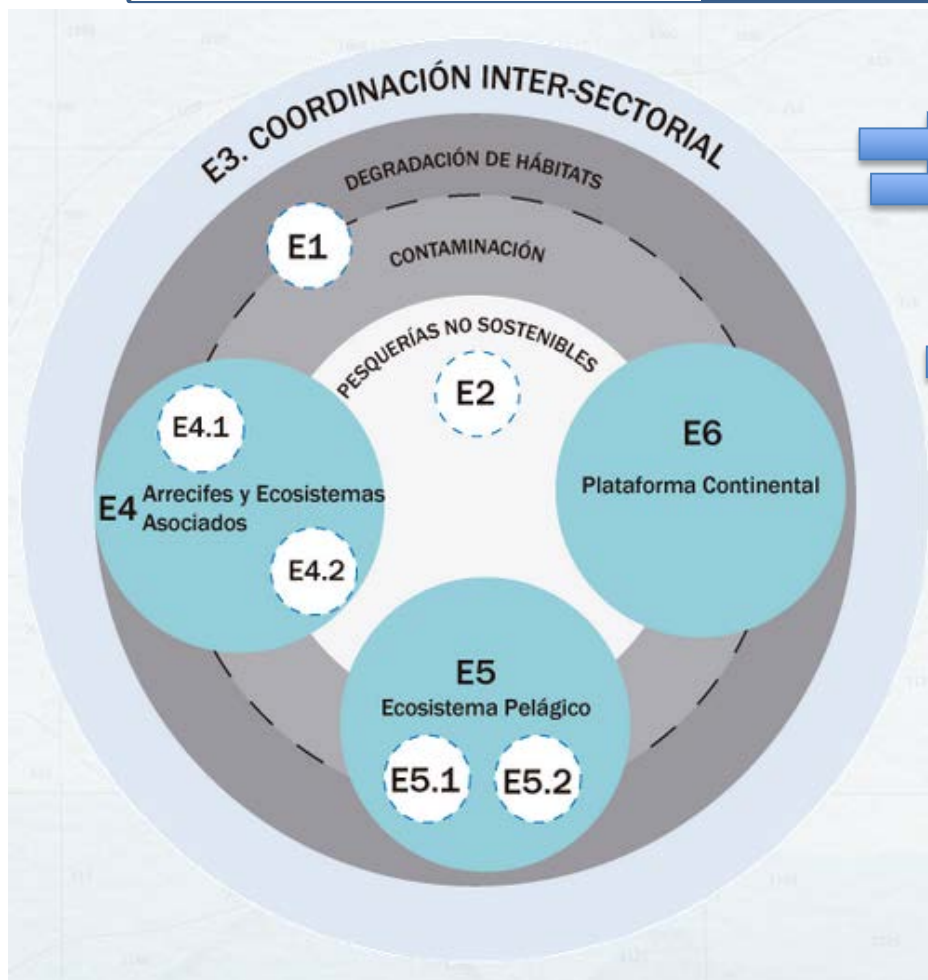 E3. COORDINACIÓN INTER-SECTORIAL
DEGRADACIÓN DE HÁBITATS
E1
CONTAMINACIÓN
PESQUERÍAS NO SOSTENIBLES
E2
E4.1
E6
Plataforma Continental
E4 Arrecifes y Ecosistemas
Asociados
E4.2
E5
Ecosistema Pelágico
E5.1 E5.2